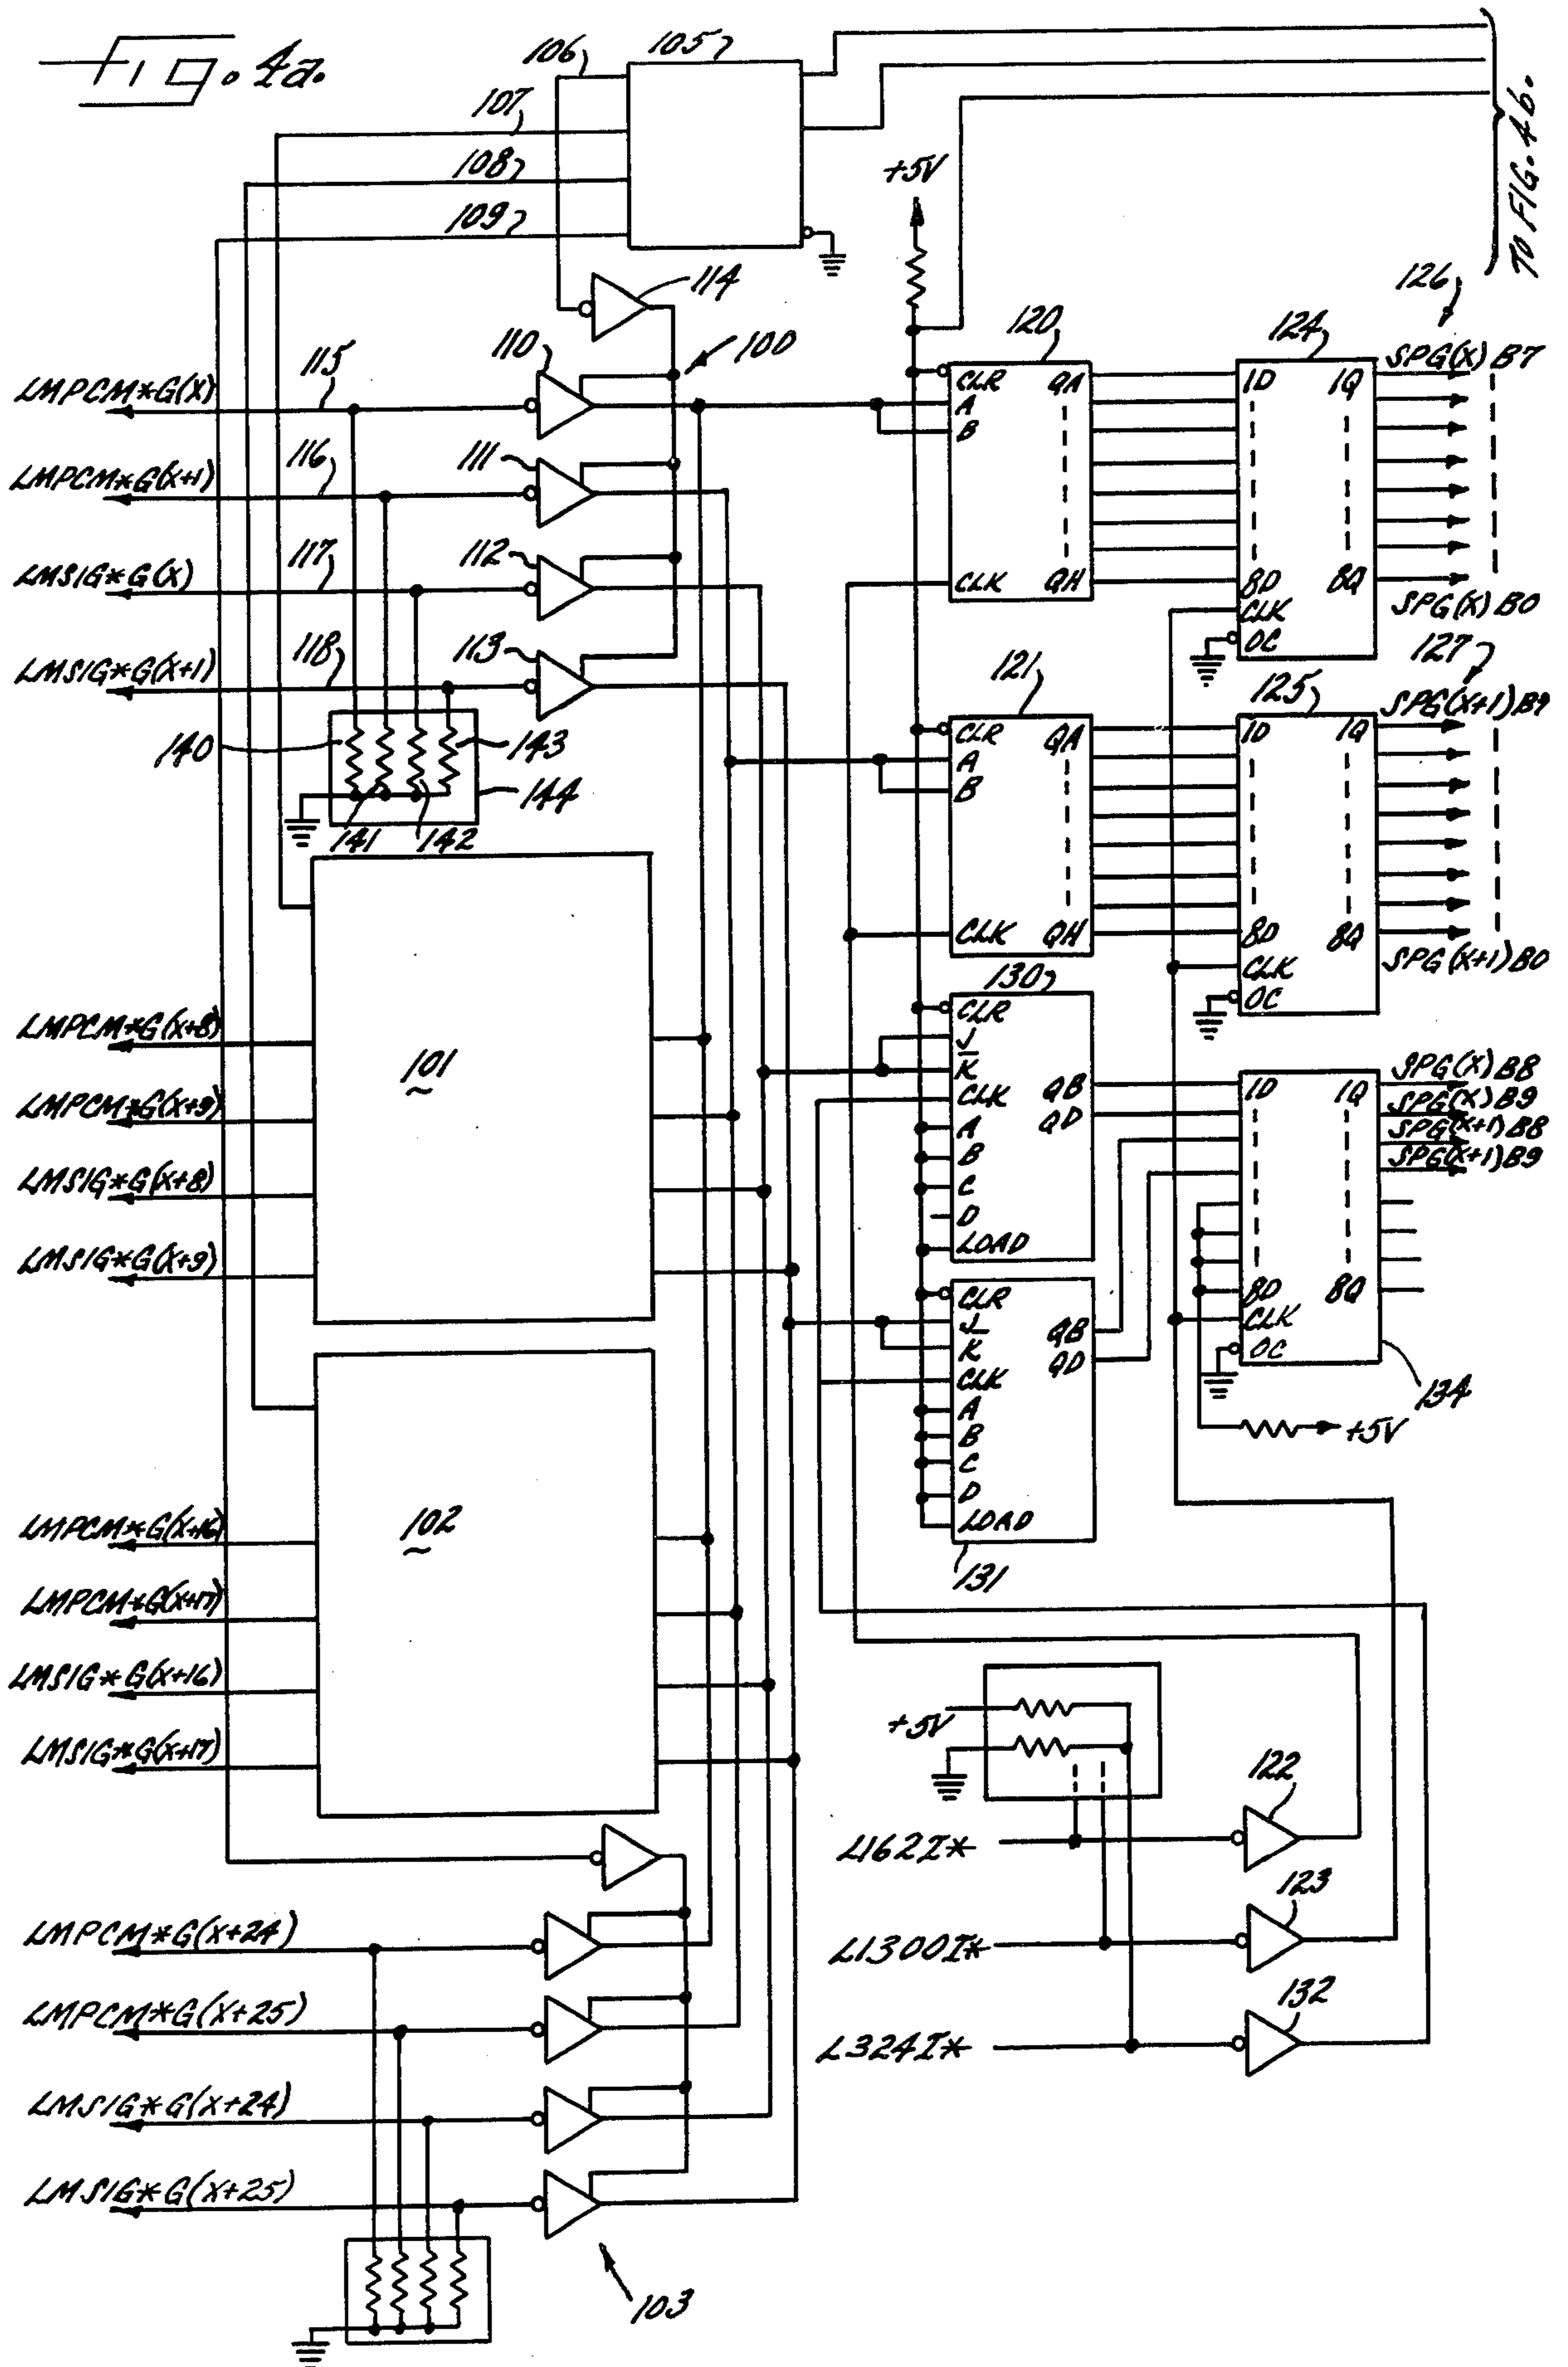 Fig. 4a.
106
105
107
108
109
TO FIG. 4b.
+5V
114
100
110
115
LMPCM*G(X)
116
111
LMPCM*G(X+1)
117
112
LMSIG*G(X)
118
113
LMSIG*G(X+1)
140
143
144
141
142
120
124
126
CLR QA
A
B
CLK QH
1D 1Q
8D 8Q
CLK
OC
SPG(X)B7
SPG(X)B0
127
121
125
CLR QA
A
B
CLK QH
1D 1Q
8D 8Q
CLK
OC
SPG(X+1)B9
SPG(X+1)B0
101
LMPCM*G(X+8)
LMPCM*G(X+9)
LMSIG*G(X+8)
LMSIG*G(X+9)
130
CLR
J
K
CLK QB
QD
A
B
C
D
LOAD
CLR
J
QB
K
QD
CLK
A
B
C
D
LOAD
131
1D 1Q
8D 8Q
CLK
OC
SPG(X)B8
SPG(X)B9
SPG(X+1)B8
SPG(X+1)B9
134
+5V
102
LMPCM*G(X+16)
LMPCM*G(X+17)
LMSIG*G(X+16)
LMSIG*G(X+17)
+5V
122
L162I*
123
L1300I*
132
L324I*
LMPCM*G(X+24)
LMPCM*G(X+25)
LMSIG*G(X+24)
LMSIG*G(X+25)
103